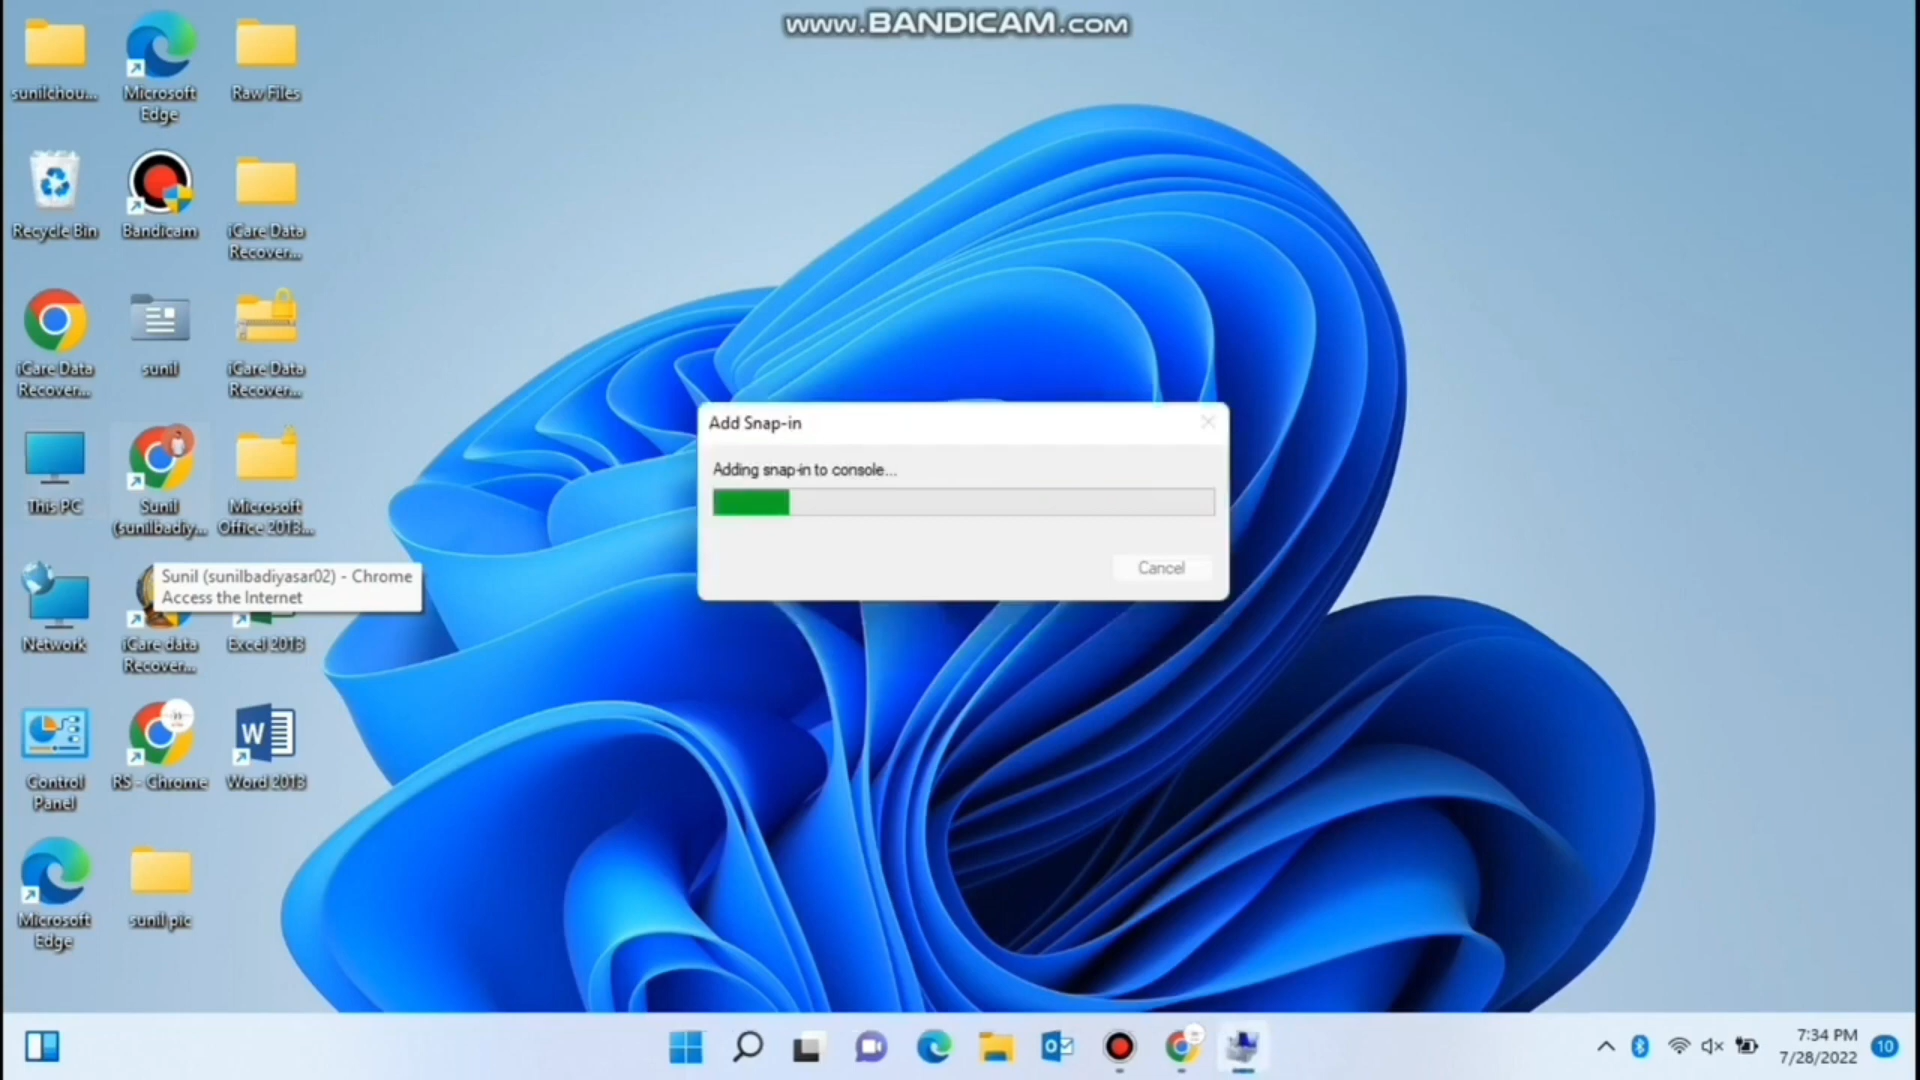 www.BANDICAM.com
sunilchou...
Microsoft
Edge
Raw Files
Recycle Bin
Bandicam
iCare Data
Recover...
iCare Data
Recover...
sunil
iCare Data
Recover...
This PC
Sunil
(sunilbadiy...
Microsoft
Office 2013...
Add Snap-in
Adding snap-in to console...
Cancel
Sunil (sunilbadiyasar02) - Chrome
Access the Internet
Network
iCare data
Recover...
Excel 2013
Control
Panel
RS - Chrome
W
Word 2013
Microsoft
Edge
sunil pic
7:34 PM
7/28/2022
10